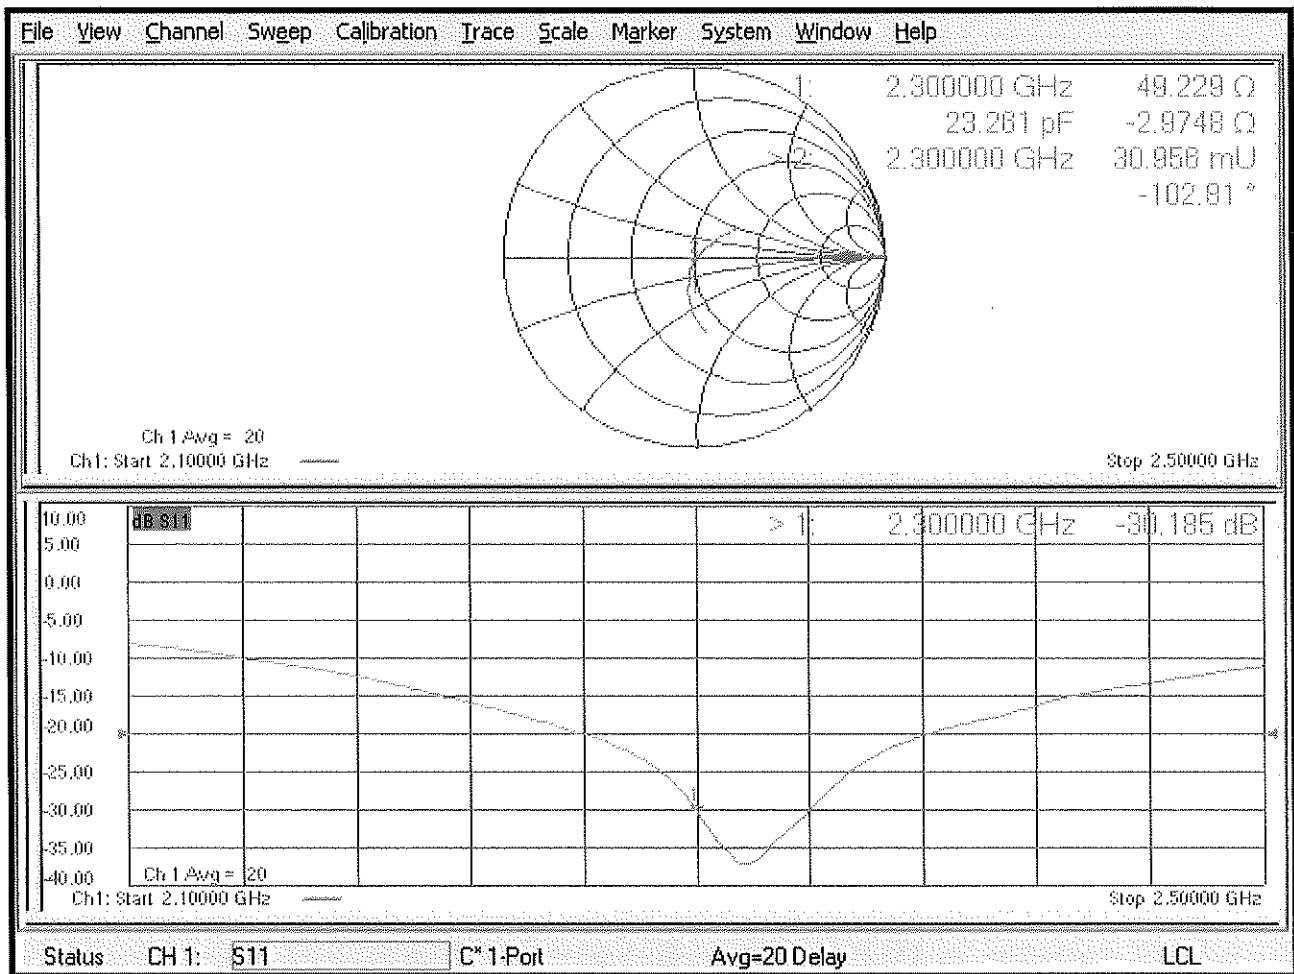 File View Channel Sweep Calibration Trace Scale Marker System Window Help
1: 2.300000 GHz 49.229 Ω
23.261 pF -2.9748 Ω
>2: 2.300000 GHz 30.956 mU
-102.81 °
Ch 1 Avg = 20
Ch1: Start 2.10000 GHz Stop 2.50000 GHz
10.00 dB S11 > 1: 2.300000 GHz -30.185 dB
5.00
0.00
-5.00
-10.00
-15.00
-20.00
-25.00
-30.00
-35.00
-40.00 Ch 1 Avg = 20
Ch1: Start 2.10000 GHz Stop 2.50000 GHz
Status CH 1: S11 C* 1-Port Avg=20 Delay LCL